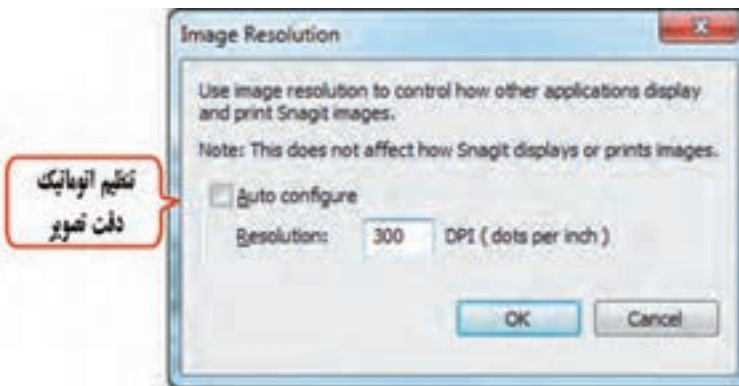 Image Resolution
Use image resolution to control how other applications display
and print Snagit images.
Note: This does not affect how Snagit displays or prints images.
تنظیم اتوماتیک
دقت تصویر
Auto configure
Resolution: 300 DPI ( dots per inch )
OK Cancel